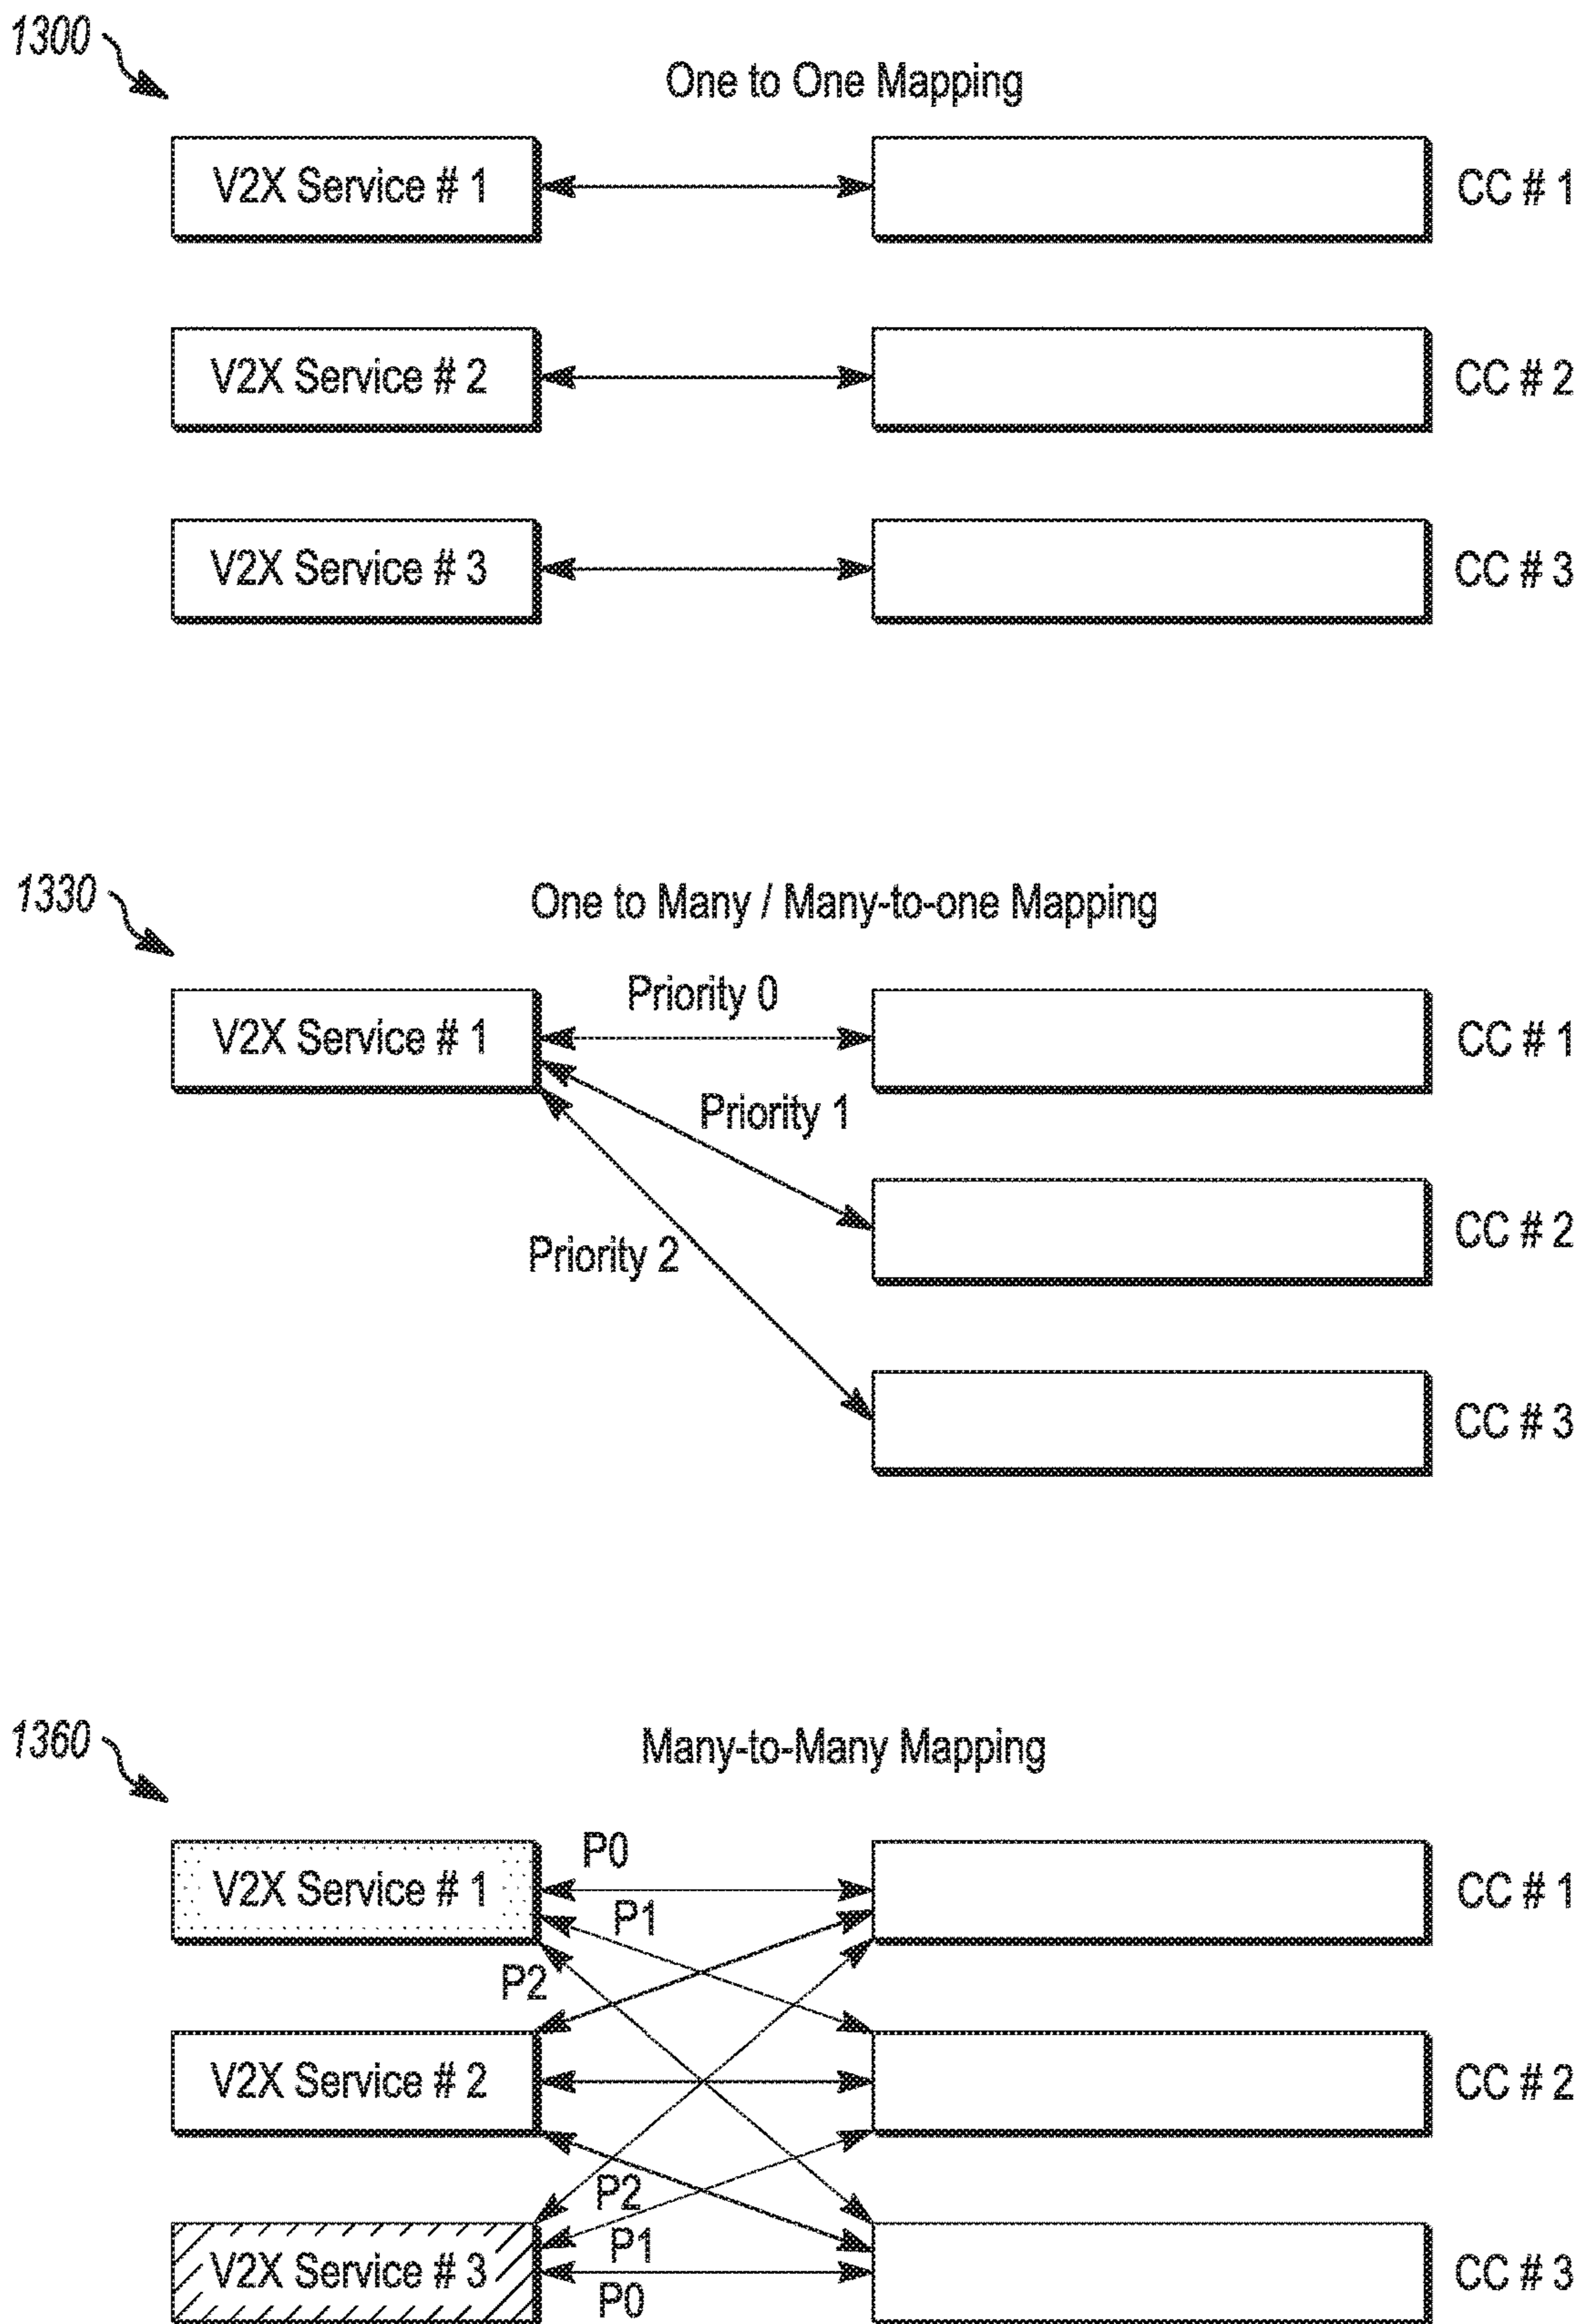 1300
One to One Mapping
V2X Service # 1
CC # 1
V2X Service # 2
CC # 2
V2X Service # 3
CC # 3
1330
One to Many / Many-to-one Mapping
Priority 0
V2X Service # 1
CC # 1
Priority 1
CC # 2
Priority 2
CC # 3
1360
Many-to-Many Mapping
P0
V2X Service # 1
CC # 1
P1
P2
V2X Service # 2
CC # 2
P2
P1
V2X Service # 3
CC # 3
P0